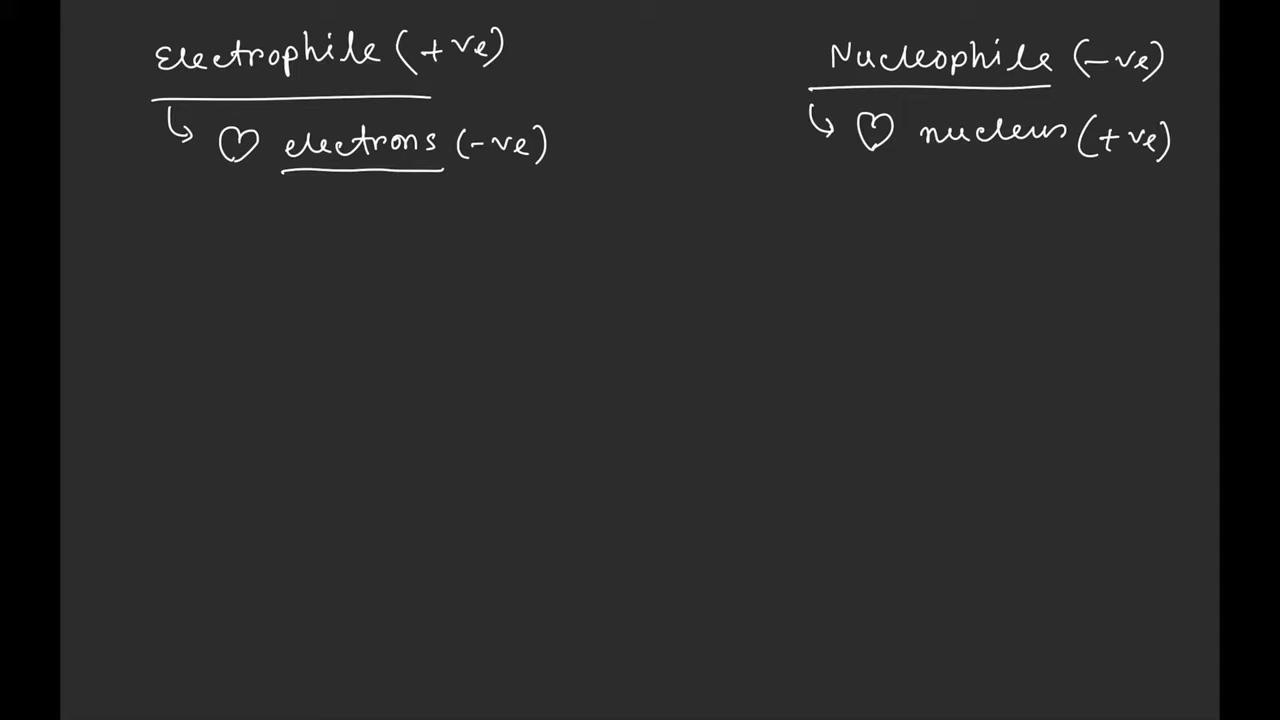 Electrophile (+ve)
↳ ♡ electrons (-ve)
Nucleophile (-ve)
↳ ♡ nucleus (+ve)